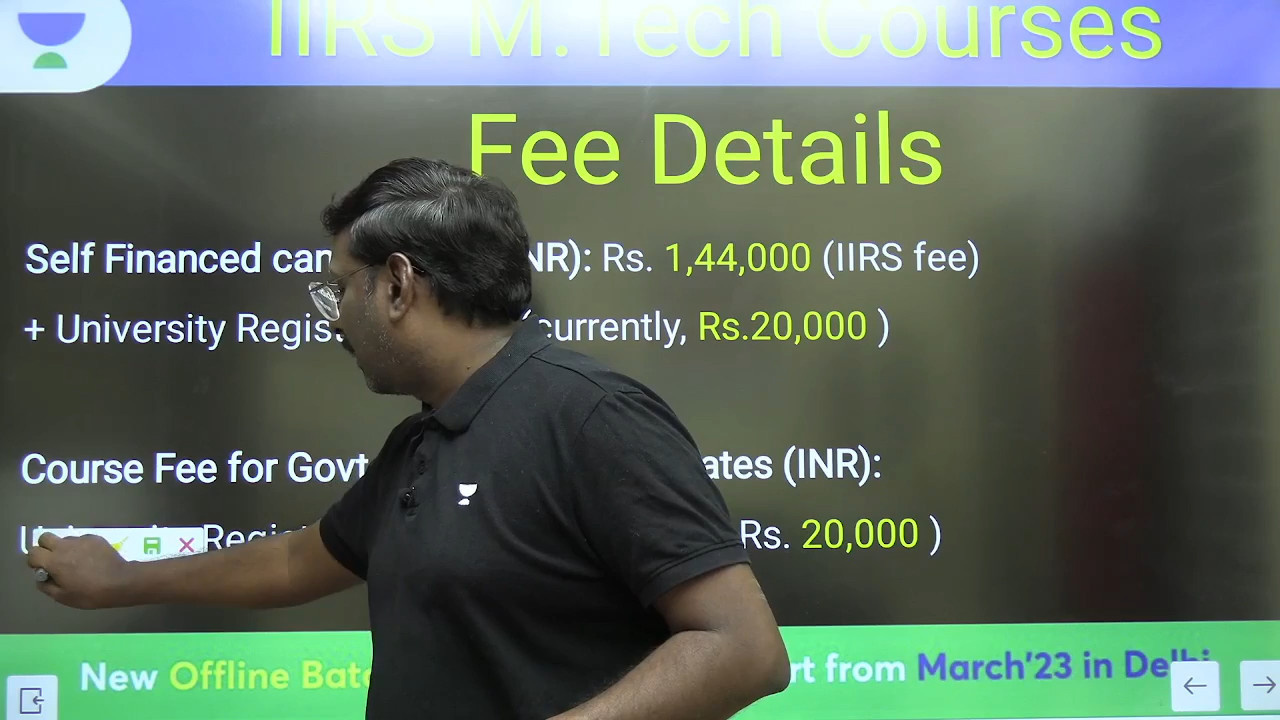 IIRS M.Tech Courses
Fee Details
Self Financed can NR): Rs. 1,44,000 (IIRS fee)
+ University Regis (currently, Rs.20,000 )
Course Fee for Govt ates (INR):
Regis Rs. 20,000 )
New Offline Batc rt from March'23 in Delhi